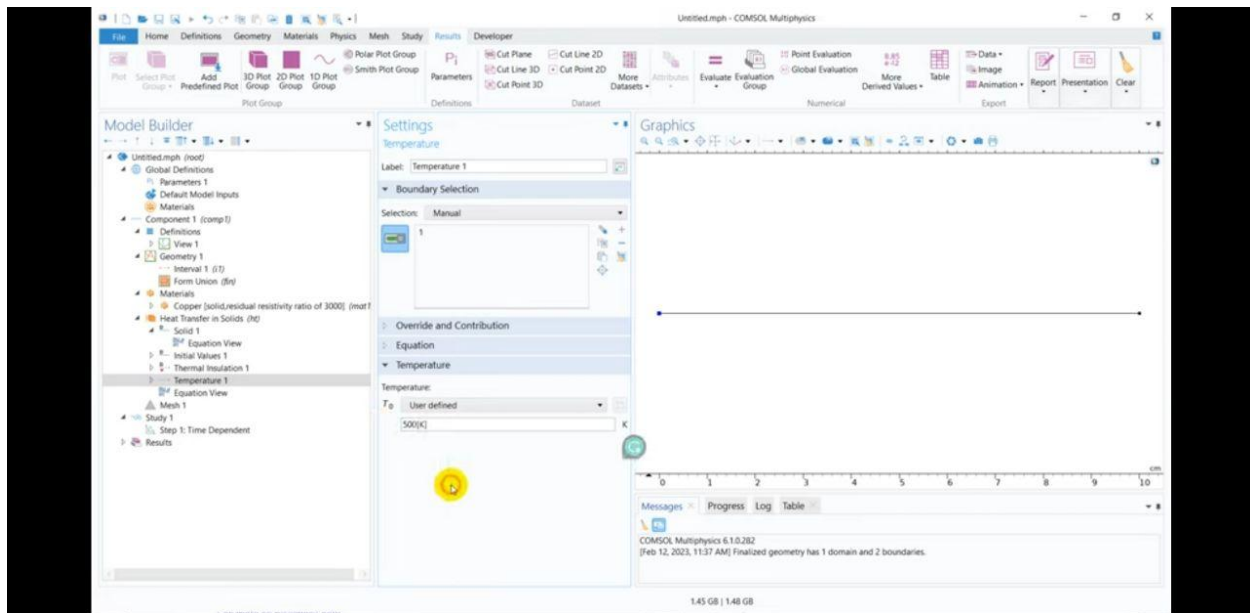 Untitled.mph - COMSOL Multiphysics
File Home Definitions Geometry Materials Physics Mesh Study Results Developer
Plot
Select Plot Group
Add Predefined Plot
3D Plot Group
2D Plot Group
1D Plot Group
Polar Plot Group
Smith Plot Group
Plot Group
Pi
Parameters
Definitions
Cut Plane
Cut Line 3D
Cut Point 3D
Cut Line 2D
Cut Point 2D
More Datasets
Dataset
Attributes
Evaluate
Evaluation Group
Point Evaluation
Global Evaluation
8.85
e-12
More Derived Values
Table
Numerical
Data
Image
Animation
Export
Report
Presentation
Clear
Model Builder
Untitled.mph (root)
Global Definitions
Parameters 1
Default Model Inputs
Materials
Component 1 (comp1)
Definitions
View 1
Geometry 1
Interval 1 (i1)
Form Union (fin)
Materials
Copper [solid,residual resistivity ratio of 3000] (mat1
Heat Transfer in Solids (ht)
Solid 1
Equation View
Initial Values 1
Thermal Insulation 1
Temperature 1
Equation View
Mesh 1
Study 1
Step 1: Time Dependent
Results
Settings
Temperature
Label: Temperature 1
Boundary Selection
Selection: Manual
1
Override and Contribution
Equation
Temperature
Temperature:
T0 User defined
500[K] K
Graphics
cm
0 1 2 3 4 5 6 7 8 9 10
Messages Progress Log Table
COMSOL Multiphysics 6.1.0.282
[Feb 12, 2023, 11:37 AM] Finalized geometry has 1 domain and 2 boundaries.
1.45 GB | 1.48 GB